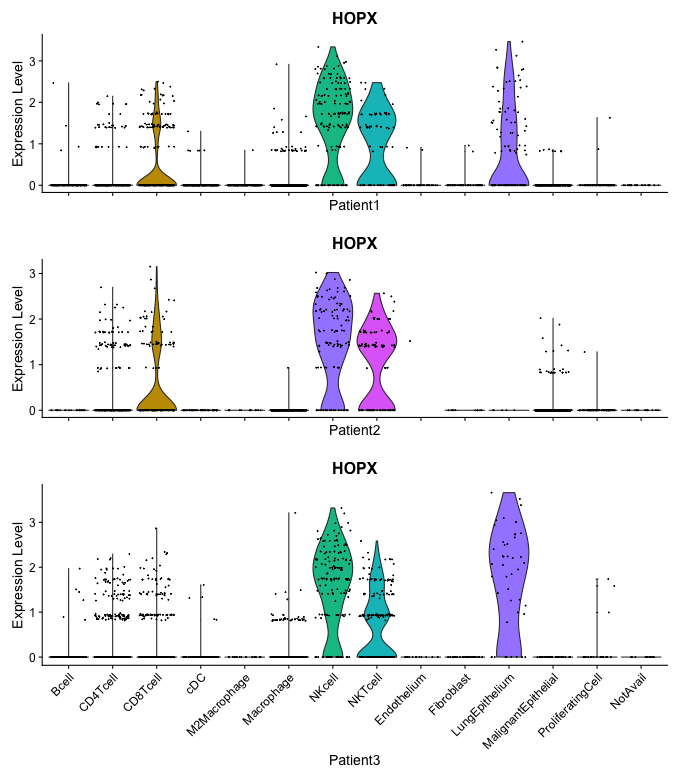 HOPX
Expression Level
3
2
1
0
Patient1
HOPX
Expression Level
3
2
1
0
Patient2
HOPX
Expression Level
3
2
1
0
Bcell
CD4Tcell
CD8Tcell
cDC
M2Macrophage
Macrophage
NKcell
NKTcell
Endothelium
Fibroblast
LungEpithelium
MalignantEpithelial
ProliferatingCell
NotAvail
Patient3